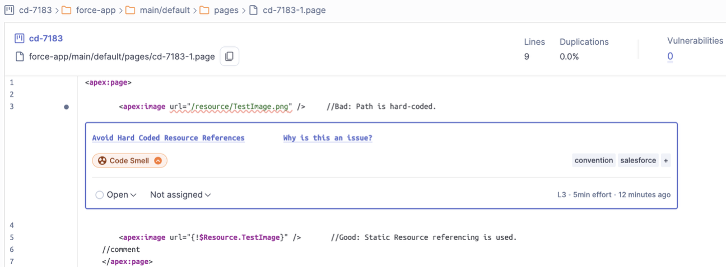 cd-7183 > force-app > main/default > pages > cd-7183-1.page
cd-7183
force-app/main/default/pages/cd-7183-1.page
Lines
9
Duplications
0.0%
Vulnerabilities
0
1 <apex:page>
2
3 <apex:image url="/resource/TestImage.png" /> //Bad: Path is hard-coded.
Avoid Hard Coded Resource References Why is this an issue?
Code Smell convention salesforce +
Open Not assigned L3 · 5min effort · 12 minutes ago
4
5 <apex:image url="{!$Resource.TestImage}" /> //Good: Static Resource referencing is used.
6 //comment
7 </apex:page>